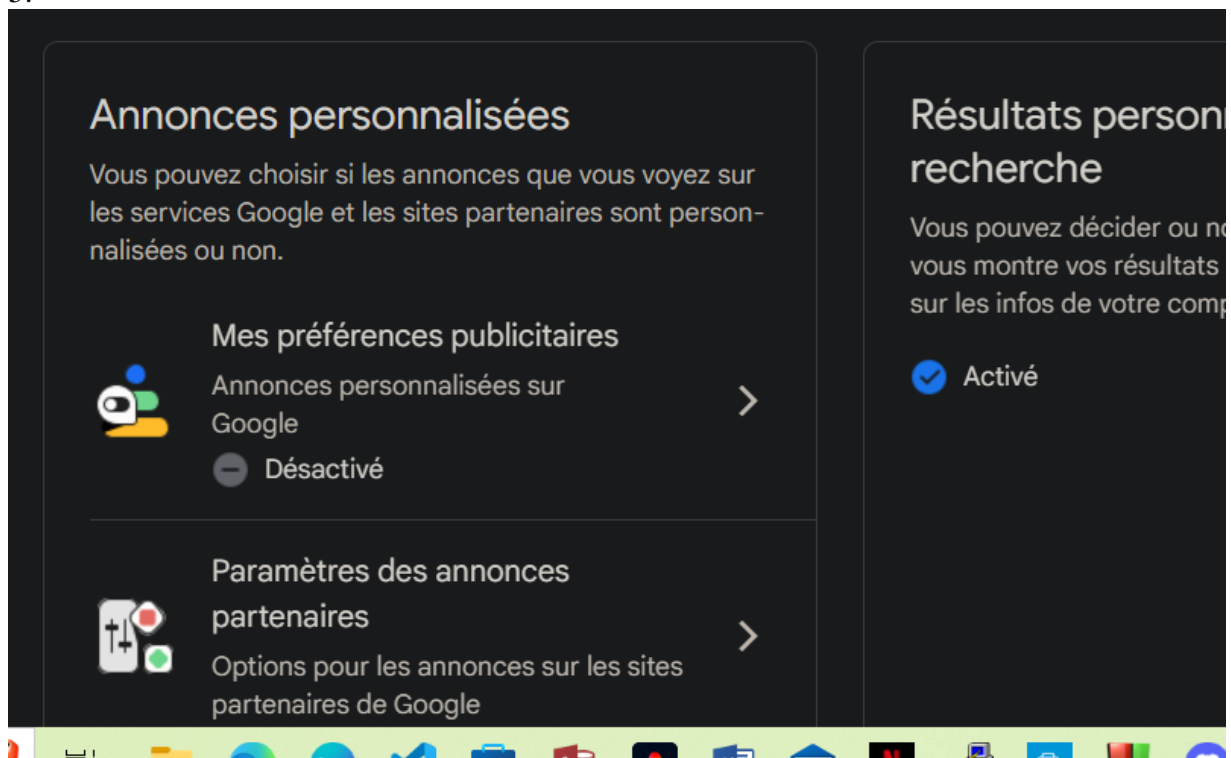 Annonces personnalisées
Vous pouvez choisir si les annonces que vous voyez sur
les services Google et les sites partenaires sont person-
nalisées ou non.
Mes préférences publicitaires
Annonces personnalisées sur
Google
Désactivé
Paramètres des annonces
partenaires
Options pour les annonces sur les sites
partenaires de Google
Résultats
recherche
Vous pouvez décider ou
vous montre vos résultats
sur les infos de votre
Activé